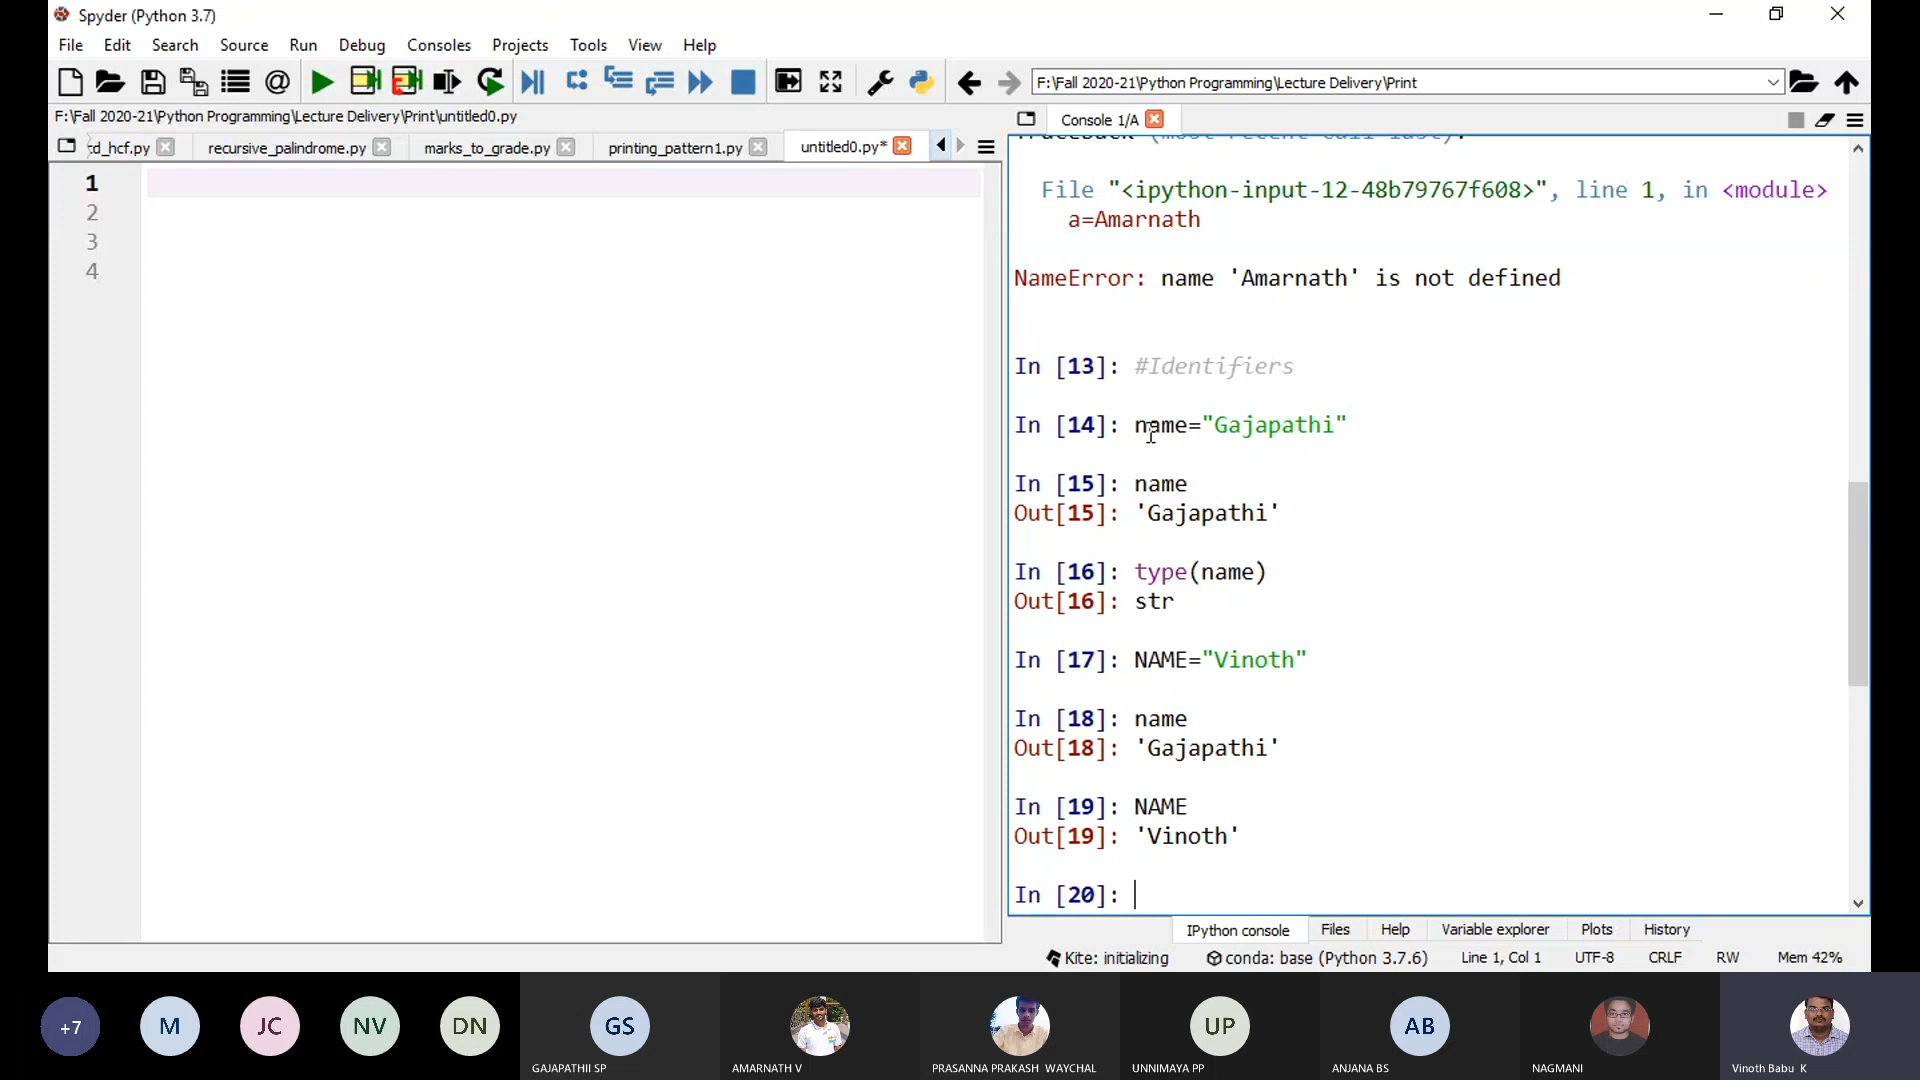 Spyder (Python 3.7)
File Edit Search Source Run Debug Consoles Projects Tools View Help
F:\Fall 2020-21\Python Programming\Lecture Delivery\Print
F:\Fall 2020-21\Python Programming\Lecture Delivery\Print\untitled0.py
Console 1/A
rd_hcf.py recursive_palindrome.py marks_to_grade.py printing_pattern1.py untitled0.py*
1
2
3
4
Traceback (most recent call last):
File "<ipython-input-12-48b79767f608>", line 1, in <module>
a=Amarnath
NameError: name 'Amarnath' is not defined
In [13]: #Identifiers
In [14]: name="Gajapathi"
In [15]: name
Out[15]: 'Gajapathi'
In [16]: type(name)
Out[16]: str
In [17]: NAME="Vinoth"
In [18]: name
Out[18]: 'Gajapathi'
In [19]: NAME
Out[19]: 'Vinoth'
In [20]:
IPython console Files Help Variable explorer Plots History
Kite: initializing conda: base (Python 3.7.6) Line 1, Col 1 UTF-8 CRLF RW Mem 42%
+7 M JC NV DN GS UP AB
GAJAPATHII SP AMARNATH V PRASANNA PRAKASH WAYCHAL UNNIMAYA PP ANJANA BS NAGMANI Vinoth Babu K